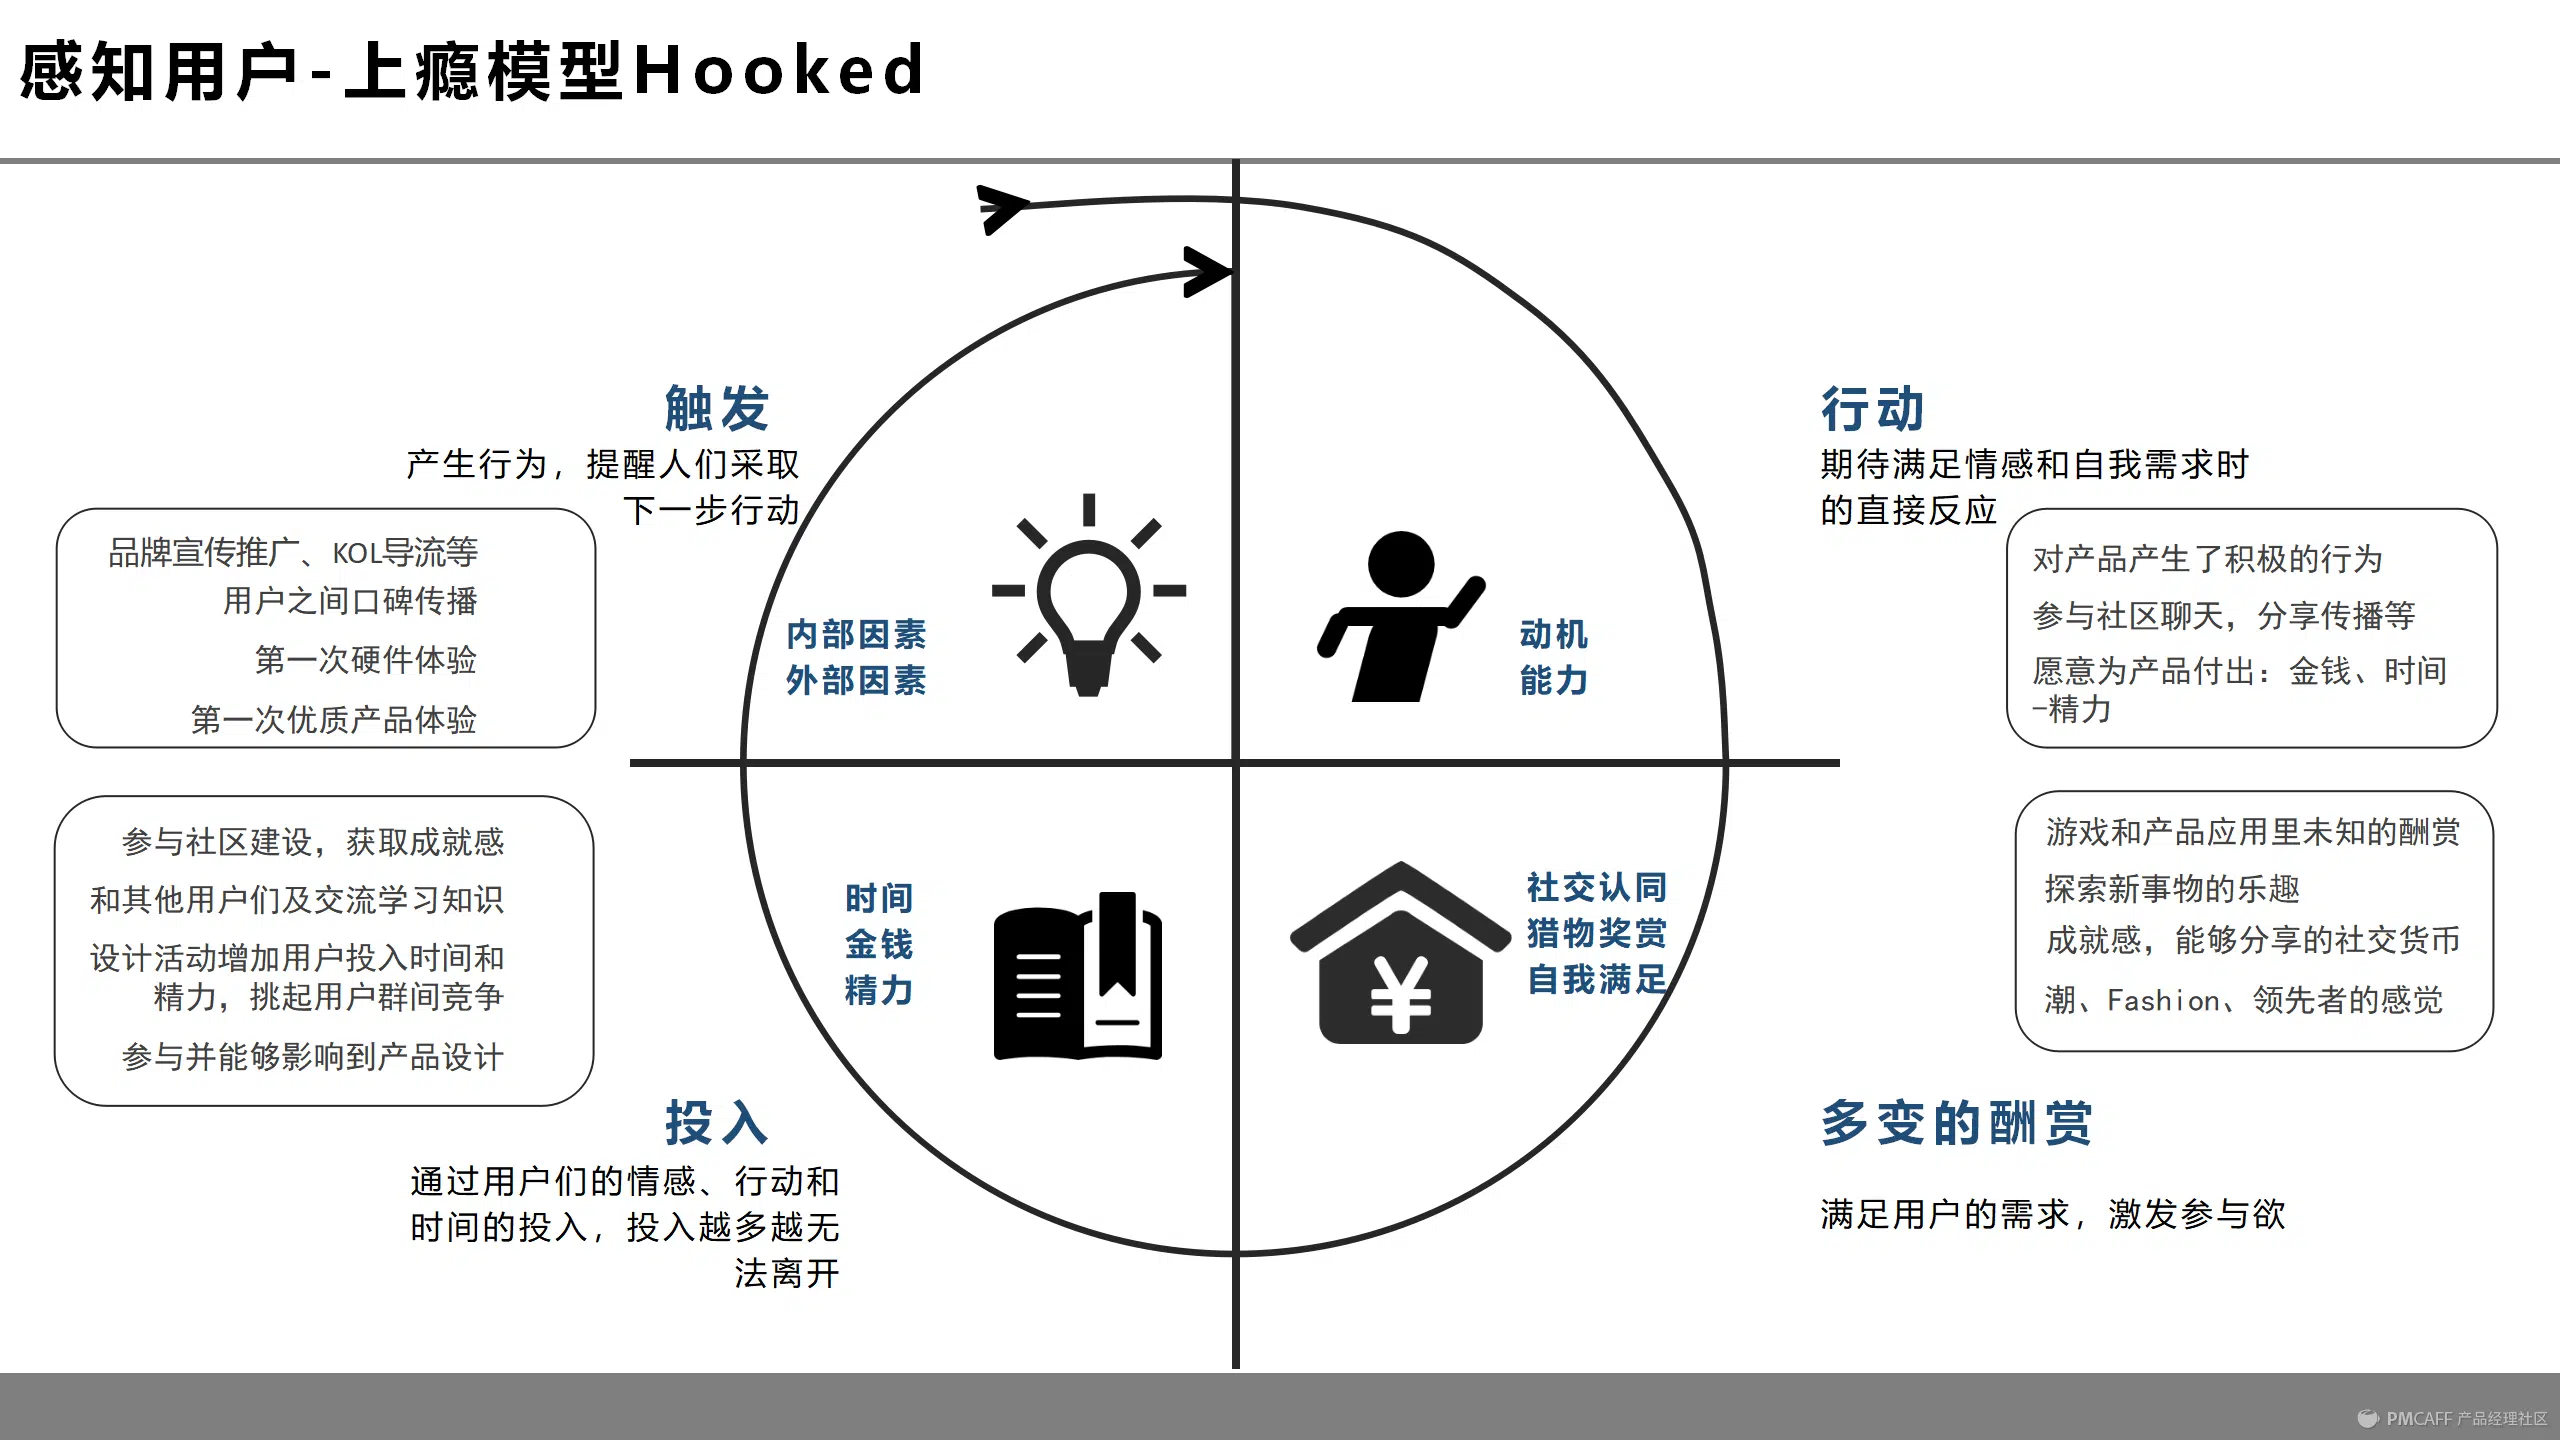 感知用户-上瘾模型Hooked
触发
产生行为，提醒人们采取
下一步行动
品牌宣传推广、KOL导流等
用户之间口碑传播
第一次硬件体验
第一次优质产品体验
内部因素
外部因素
行动
期待满足情感和自我需求时
的直接反应
动机
能力
对产品产生了积极的行为
参与社区聊天，分享传播等
愿意为产品付出：金钱、时间
-精力
参与社区建设，获取成就感
和其他用户们及交流学习知识
设计活动增加用户投入时间和
精力，挑起用户群间竞争
参与并能够影响到产品设计
时间
金钱
精力
投入
通过用户们的情感、行动和
时间的投入，投入越多越无
法离开
¥
社交认同
猎物奖赏
自我满足
游戏和产品应用里未知的酬赏
探索新事物的乐趣
成就感，能够分享的社交货币
潮、Fashion、领先者的感觉
多变的酬赏
满足用户的需求，激发参与欲
PMCAFF 产品经理社区